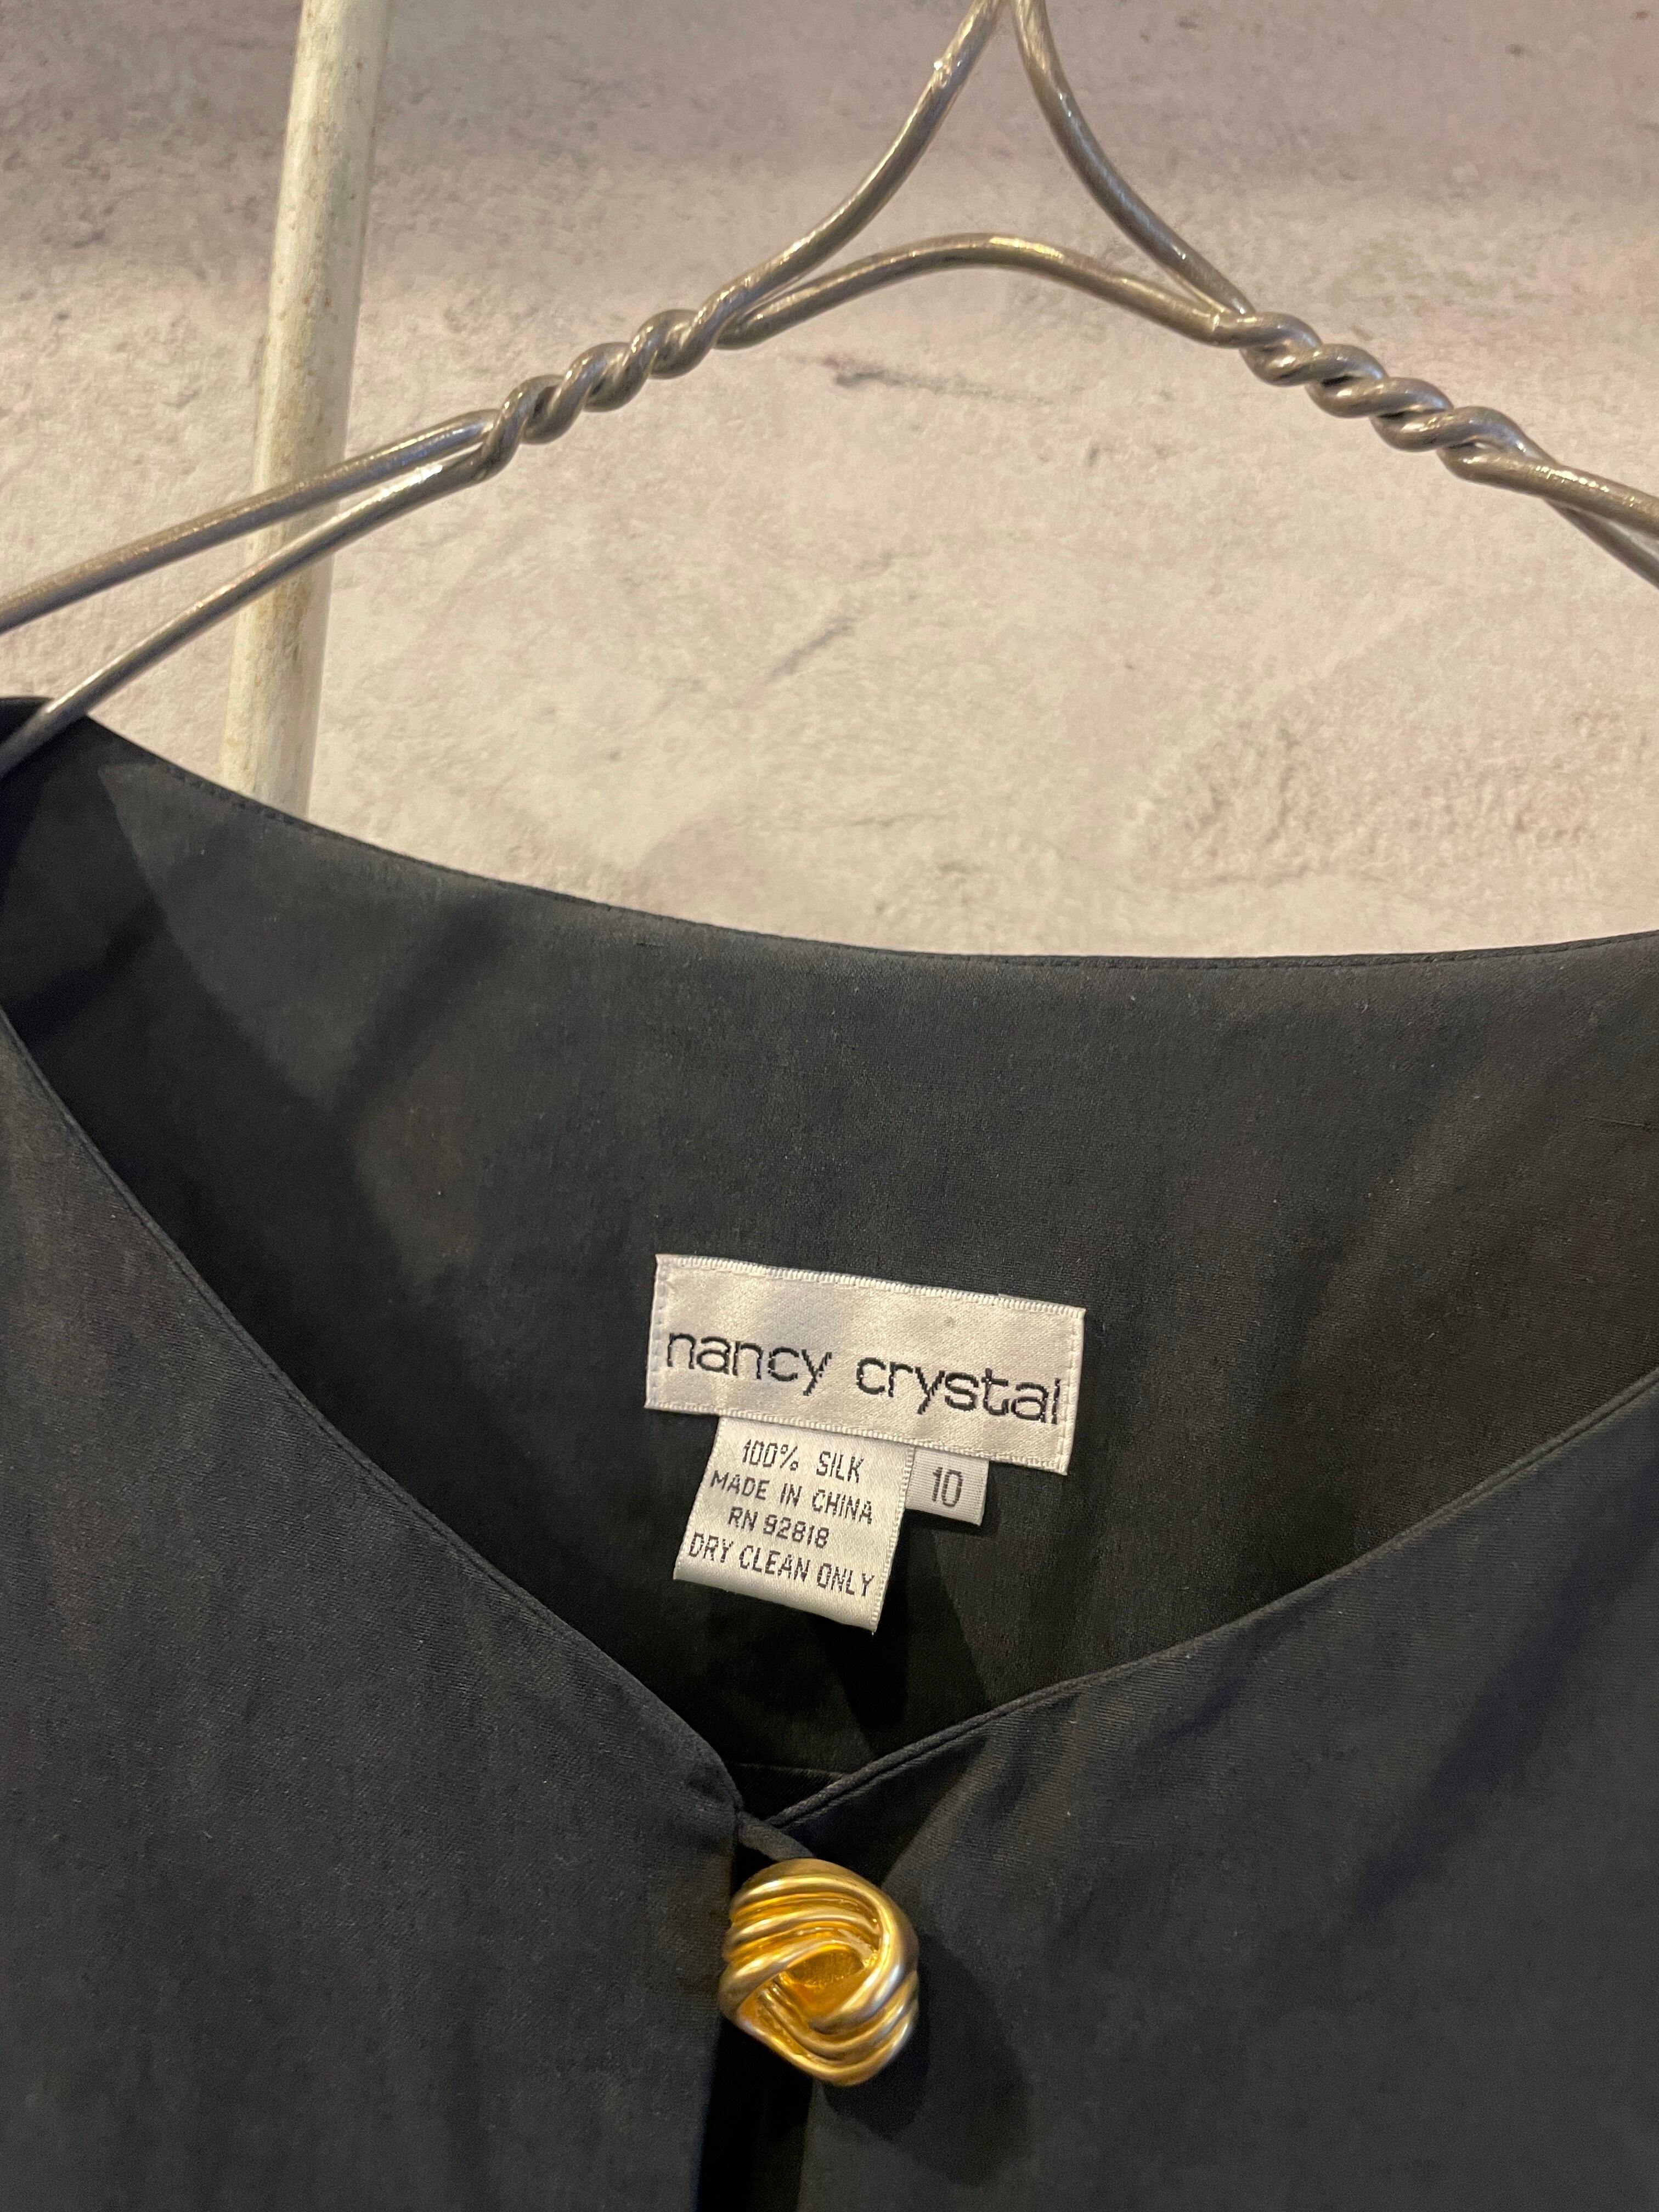 nancy crystal
100% SILK
MADE IN CHINA
RN 92818
DRY CLEAN ONLY
10